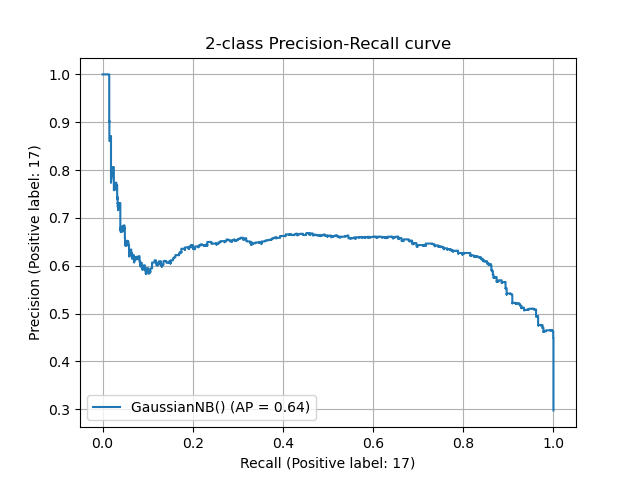 2-class Precision-Recall curve
1.0
0.9
0.8
0.7
0.6
0.5
0.4
0.3
Precision (Positive label: 17)
GaussianNB() (AP = 0.64)
0.0 0.2 0.4 0.6 0.8 1.0
Recall (Positive label: 17)